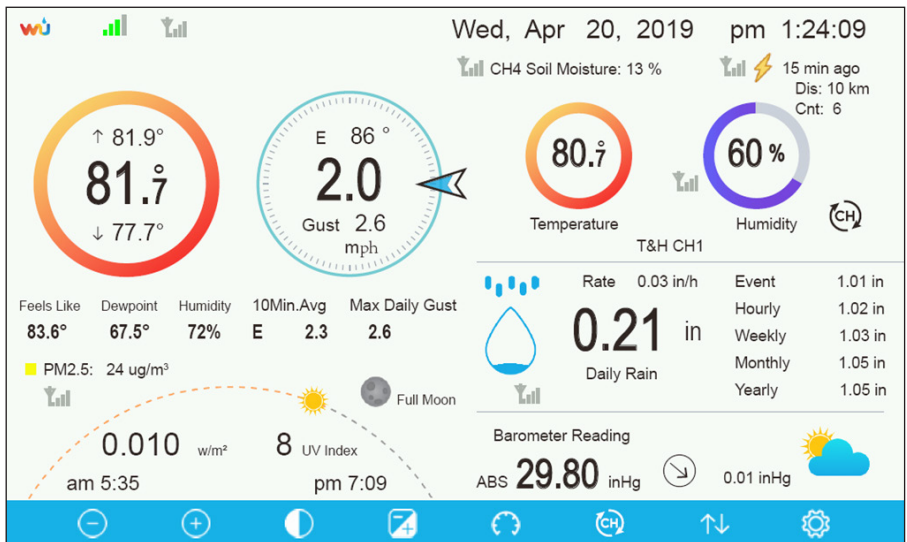 wu
Wed, Apr 20, 2019 pm 1:24:09
CH4 Soil Moisture: 13 %
15 min ago
Dis: 10 km
Cnt: 6
↑ 81.9°
81.7°
↓ 77.7°
E 86 °
2.0
Gust 2.6
mph
80.7°
Temperature
60 %
Humidity
CH
T&H CH1
Feels Like Dewpoint Humidity 10Min.Avg Max Daily Gust
83.6° 67.5° 72% E 2.3 2.6
PM2.5: 24 ug/m³
Full Moon
0.010 w/m² 8 UV Index
am 5:35 pm 7:09
Rate 0.03 in/h
0.21 in
Daily Rain
Event 1.01 in
Hourly 1.02 in
Weekly 1.03 in
Monthly 1.05 in
Yearly 1.05 in
Barometer Reading
ABS 29.80 inHg 0.01 inHg
CH